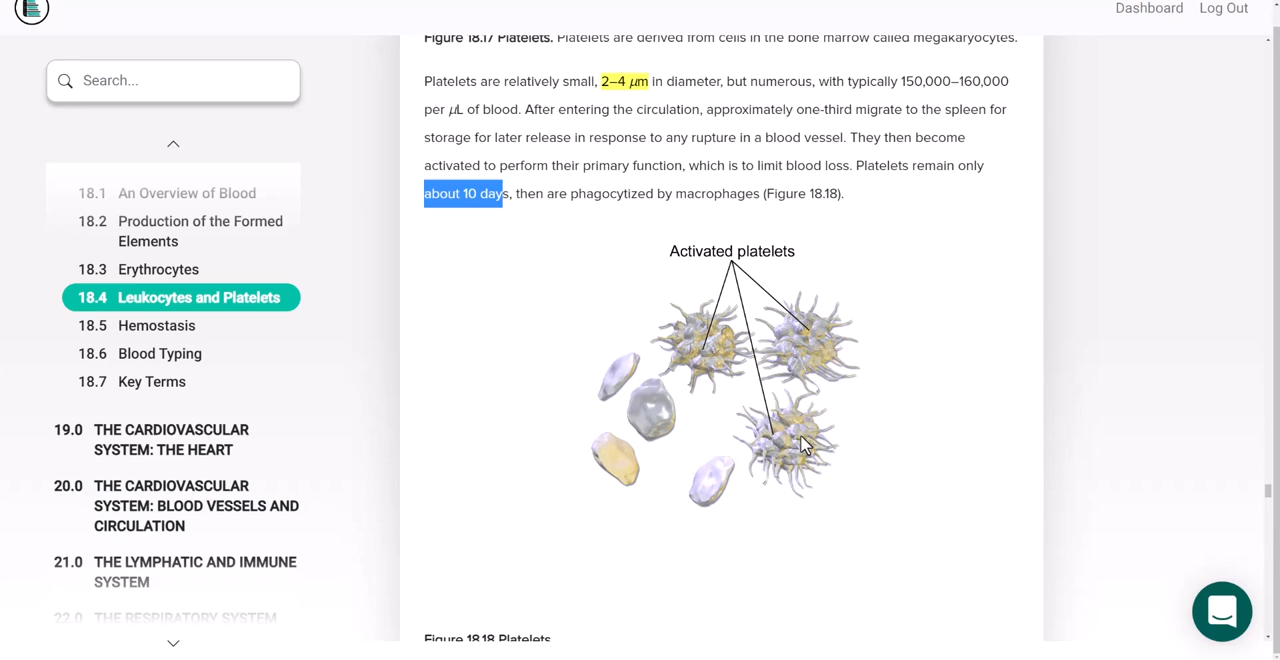 Dashboard Log Out
Search...
18.1 An Overview of Blood
18.2 Production of the Formed
Elements
18.3 Erythrocytes
18.4 Leukocytes and Platelets
18.5 Hemostasis
18.6 Blood Typing
18.7 Key Terms
19.0 THE CARDIOVASCULAR
SYSTEM: THE HEART
20.0 THE CARDIOVASCULAR
SYSTEM: BLOOD VESSELS AND
CIRCULATION
21.0 THE LYMPHATIC AND IMMUNE
SYSTEM
22.0 THE RESPIRATORY SYSTEM
Figure 18.17 Platelets. Platelets are derived from cells in the bone marrow called megakaryocytes.
Platelets are relatively small, 2–4 μm in diameter, but numerous, with typically 150,000–160,000
per μL of blood. After entering the circulation, approximately one-third migrate to the spleen for
storage for later release in response to any rupture in a blood vessel. They then become
activated to perform their primary function, which is to limit blood loss. Platelets remain only
about 10 days, then are phagocytized by macrophages (Figure 18.18).
Activated platelets
Figure 18.18 Platelets.